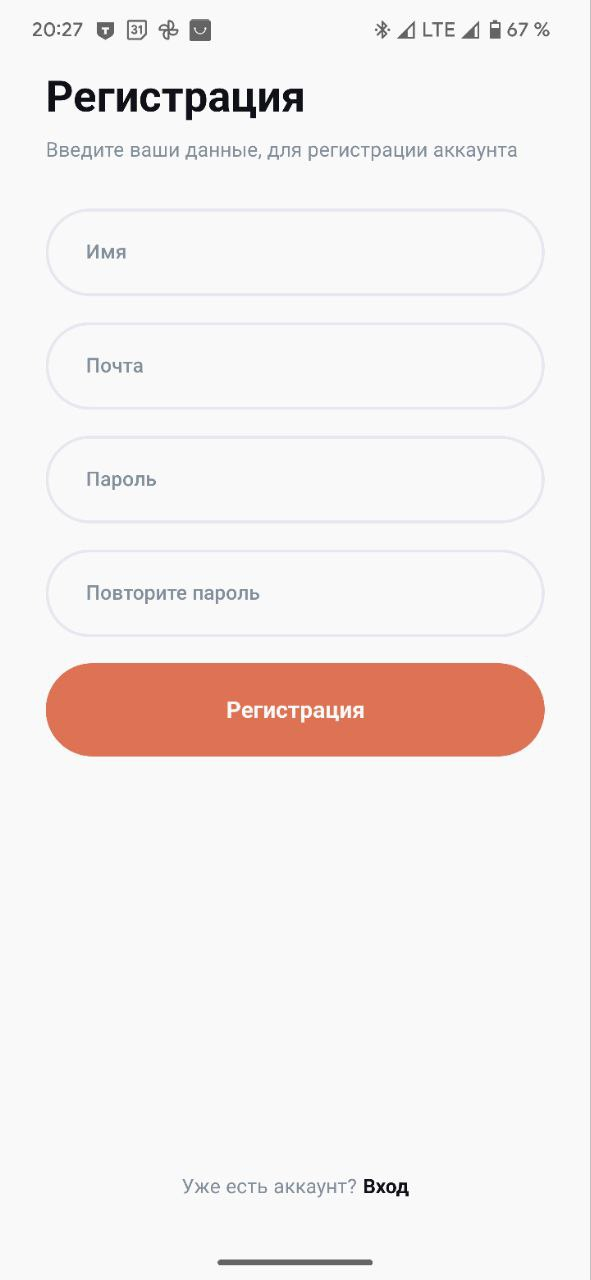 20:27 31 LTE 67 %
Регистрация
Введите ваши данные, для регистрации аккаунта
Имя
Почта
Пароль
Повторите пароль
Регистрация
Уже есть аккаунт? Вход